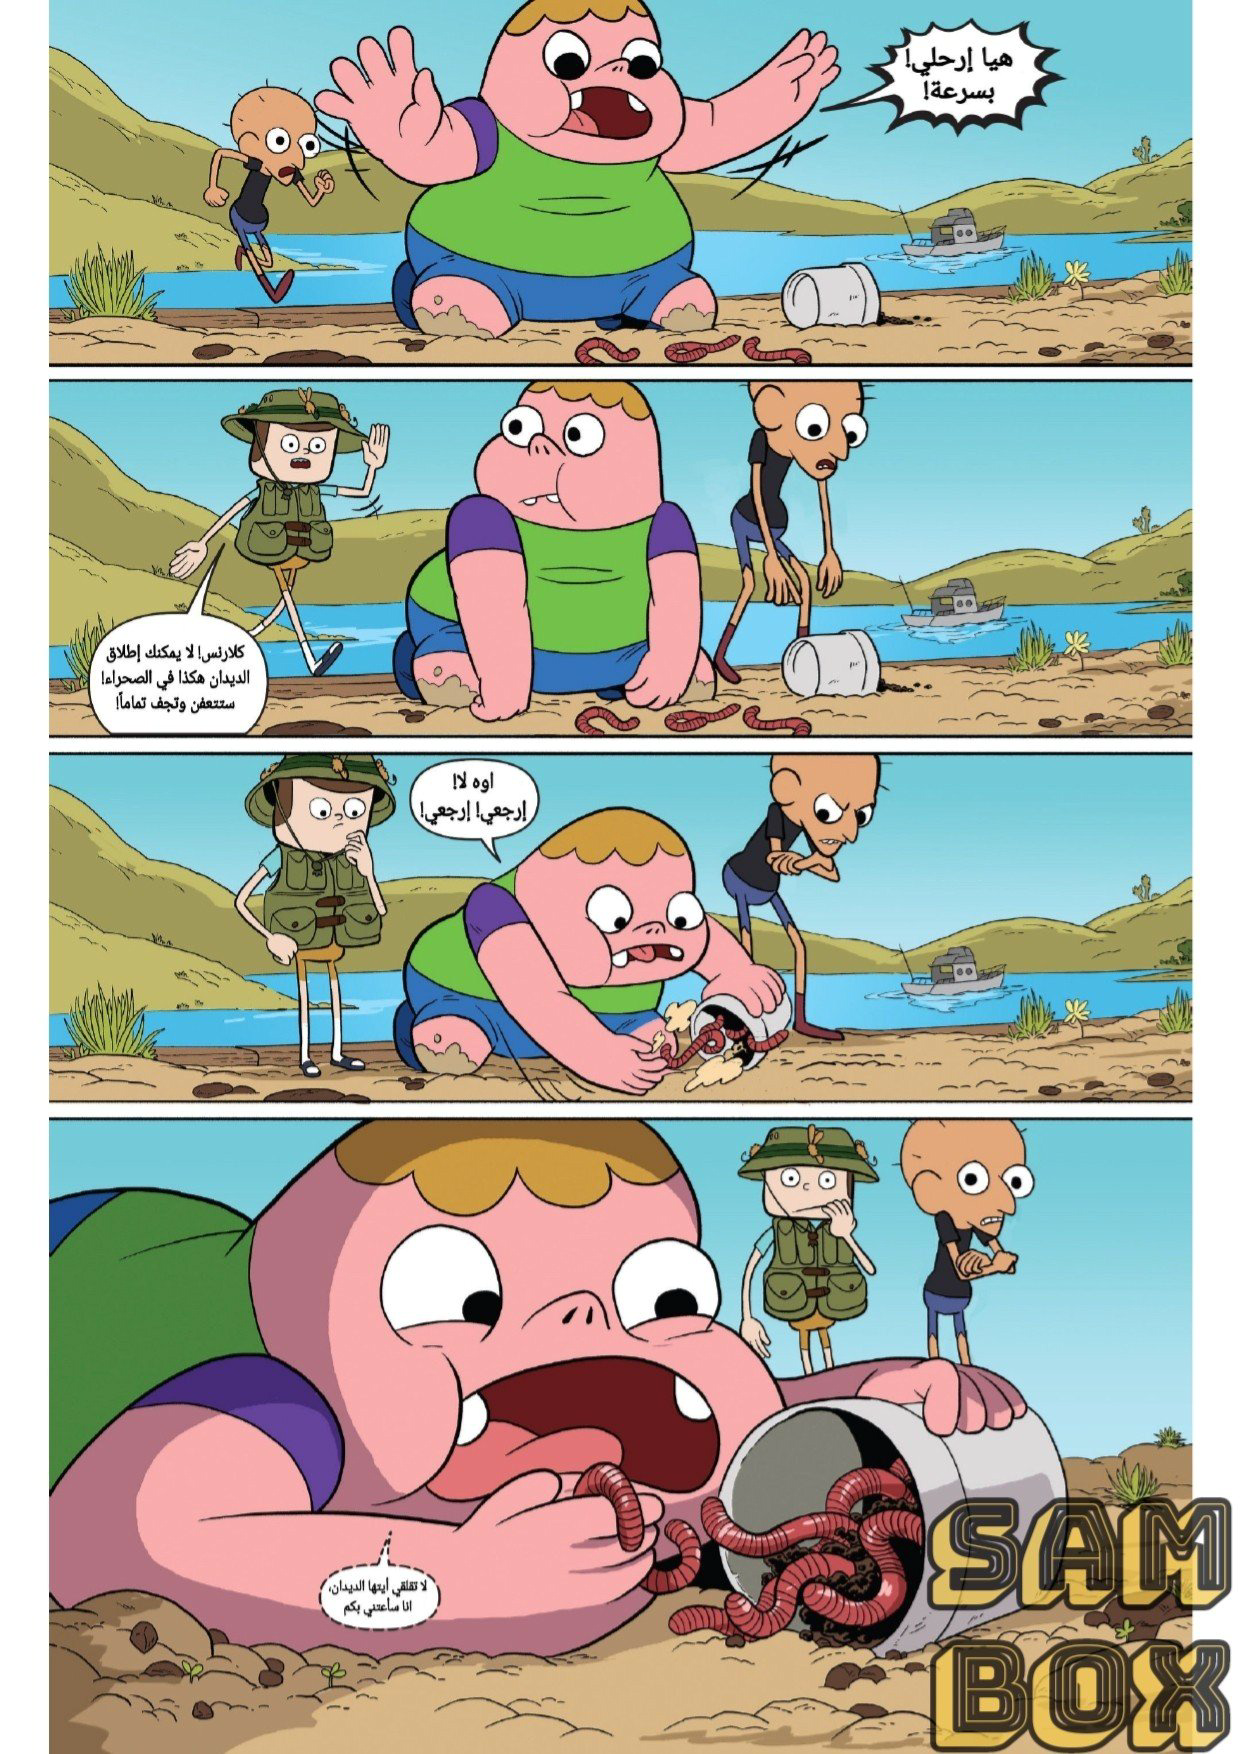 هيا إرحلي!
بسرعة!
كلارنس! لا يمكنك إطلاق
الديدان هكذا في الصحراء!
ستتعفن وتجف تماماً!
اوه لا!
إرجعي! إرجعي!
لا تقلقي أيتها الديدان،
انا سأعتني بكم
SAM
BOX